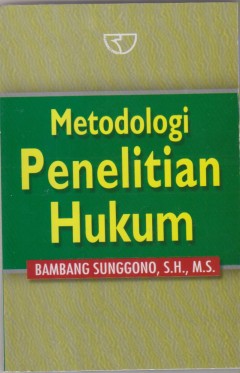 Metodologi
Penelitian
Hukum
BAMBANG SUNGGONO, S.H., M.S.